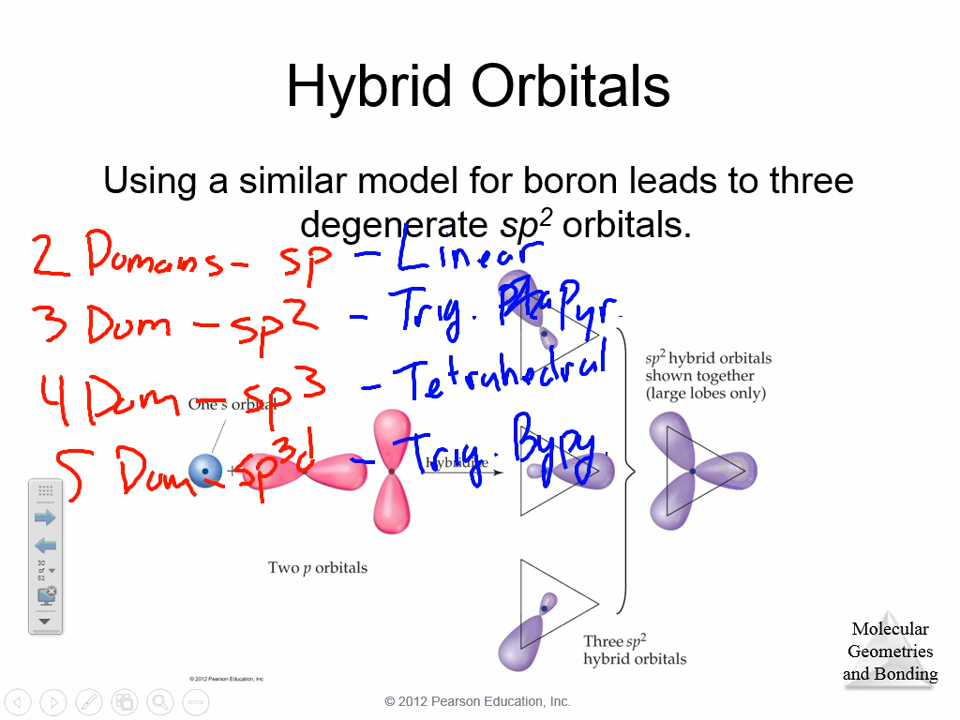 Hybrid Orbitals
Using a similar model for boron leads to three
degenerate sp² orbitals.
2 Domans - sp - Linear
3 Dom - sp² - Trig. Pyr.
4 Dom - sp³ - Tetrahedral
5 Dom - sp³d - Trig. Bypy.
One's orbital
+
Hybridize
Two p orbitals
sp² hybrid orbitals
shown together
(large lobes only)
Three sp²
hybrid orbitals
30
of
53
© 2012 Pearson Education, Inc.
© 2012 Pearson Education, Inc.
Molecular
Geometries
and Bonding